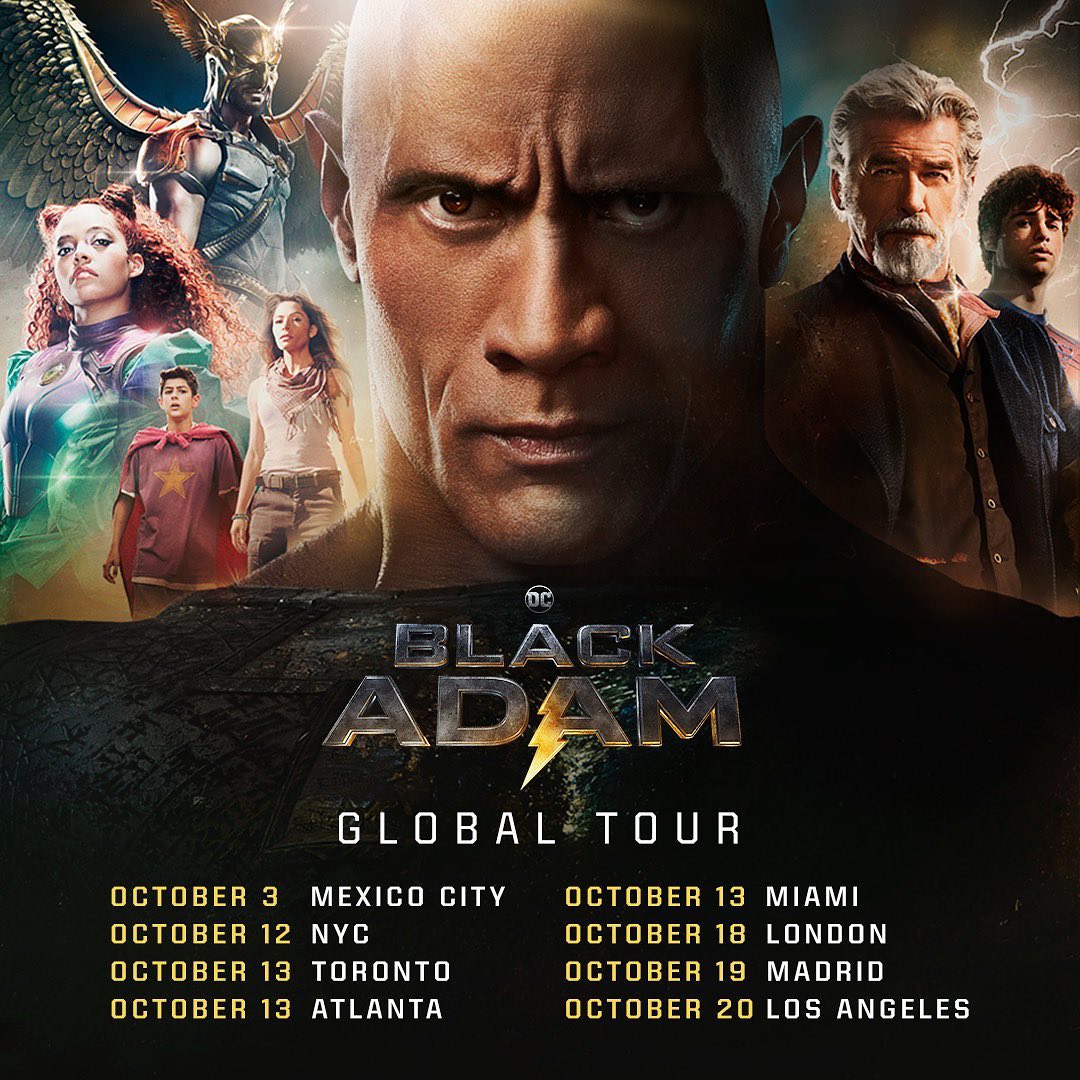 DC
BLACK
ADAM
GLOBAL TOUR
OCTOBER 3 MEXICO CITY
OCTOBER 12 NYC
OCTOBER 13 TORONTO
OCTOBER 13 ATLANTA
OCTOBER 13 MIAMI
OCTOBER 18 LONDON
OCTOBER 19 MADRID
OCTOBER 20 LOS ANGELES